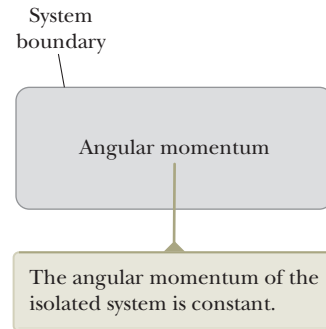 System
boundary
Angular momentum
The angular momentum of the
isolated system is constant.